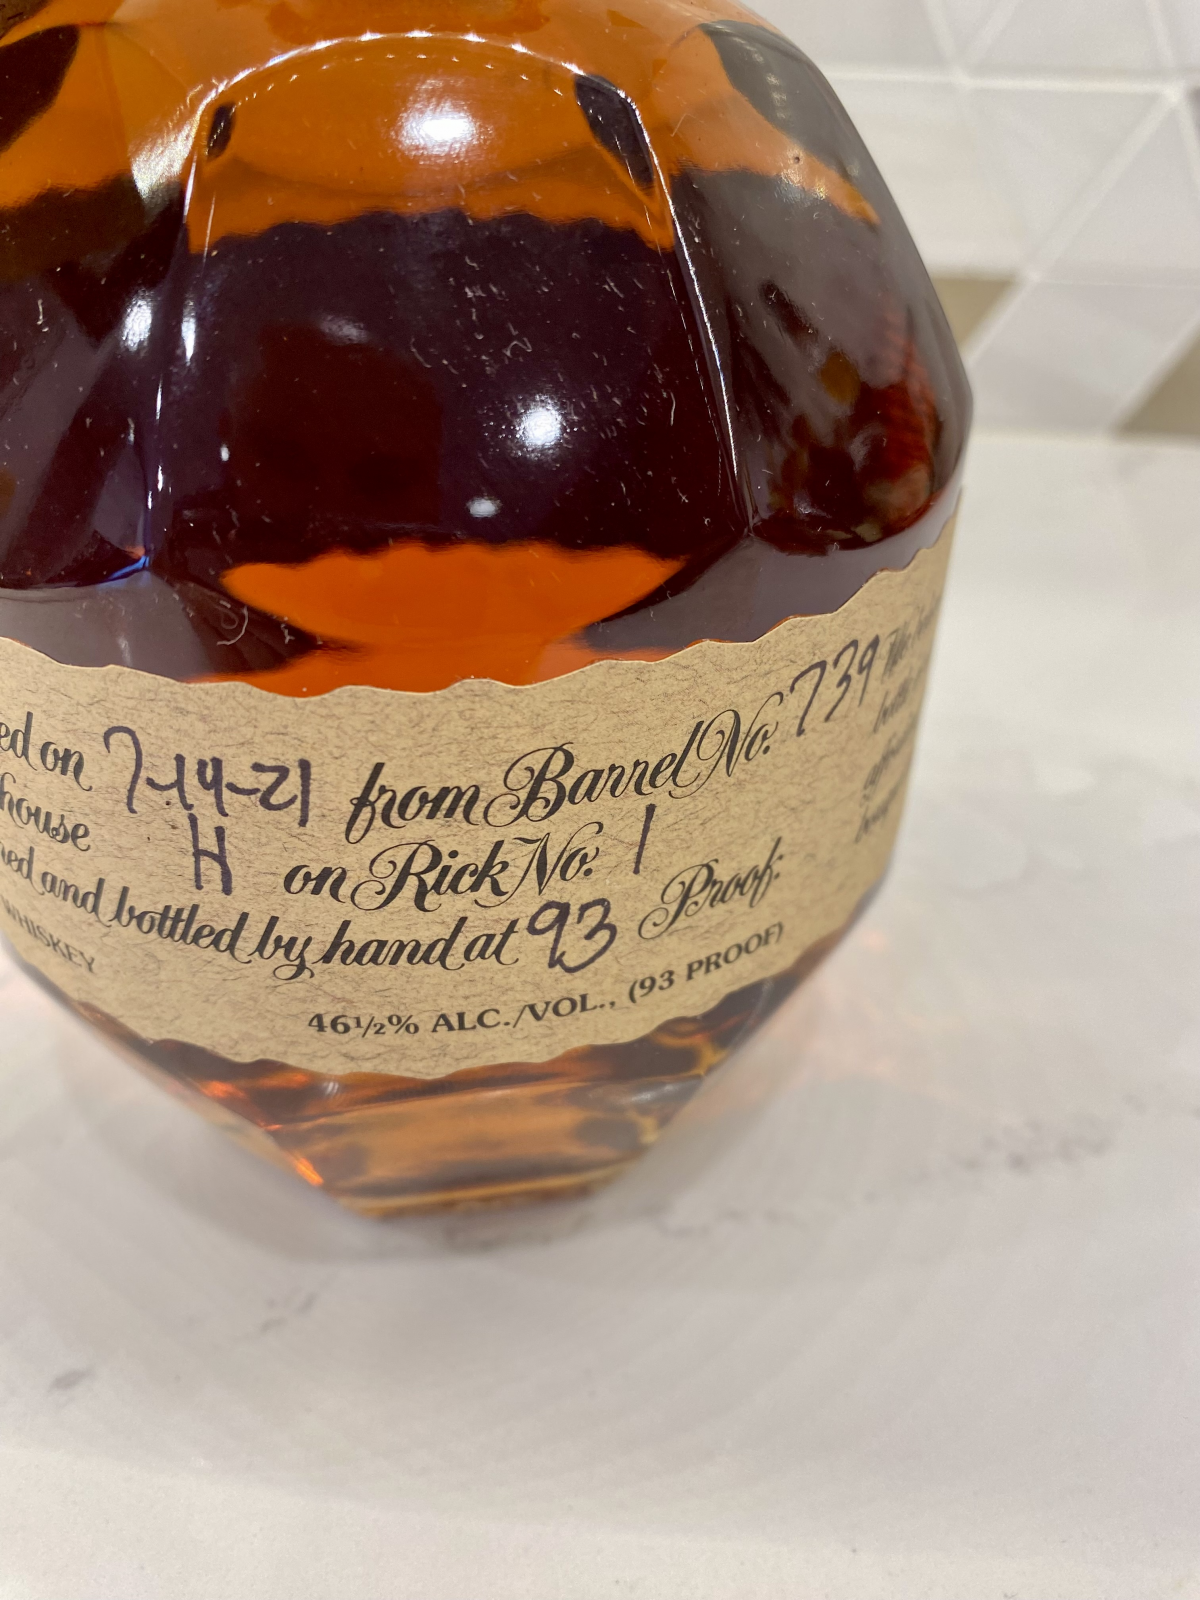 ed on 7-14-21 from Barrel No. 739
house H on Rick No. 1
red and bottled by hand at 93 Proof.
WHISKEY
46½% ALC./VOL., (93 PROOF)